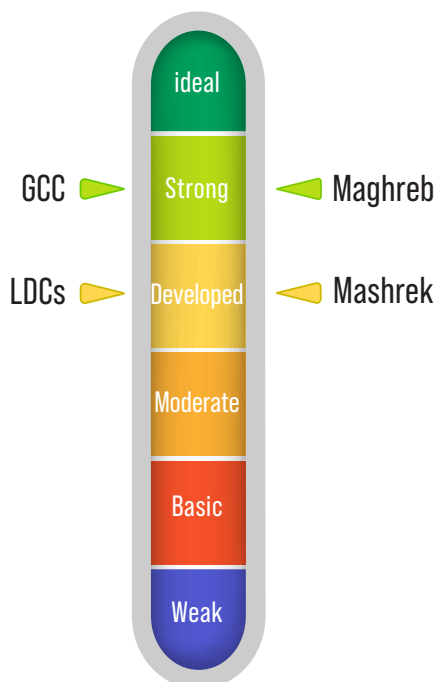 ideal
GCC
Strong
Maghreb
LDCs
Developed
Mashrek
Moderate
Basic
Weak